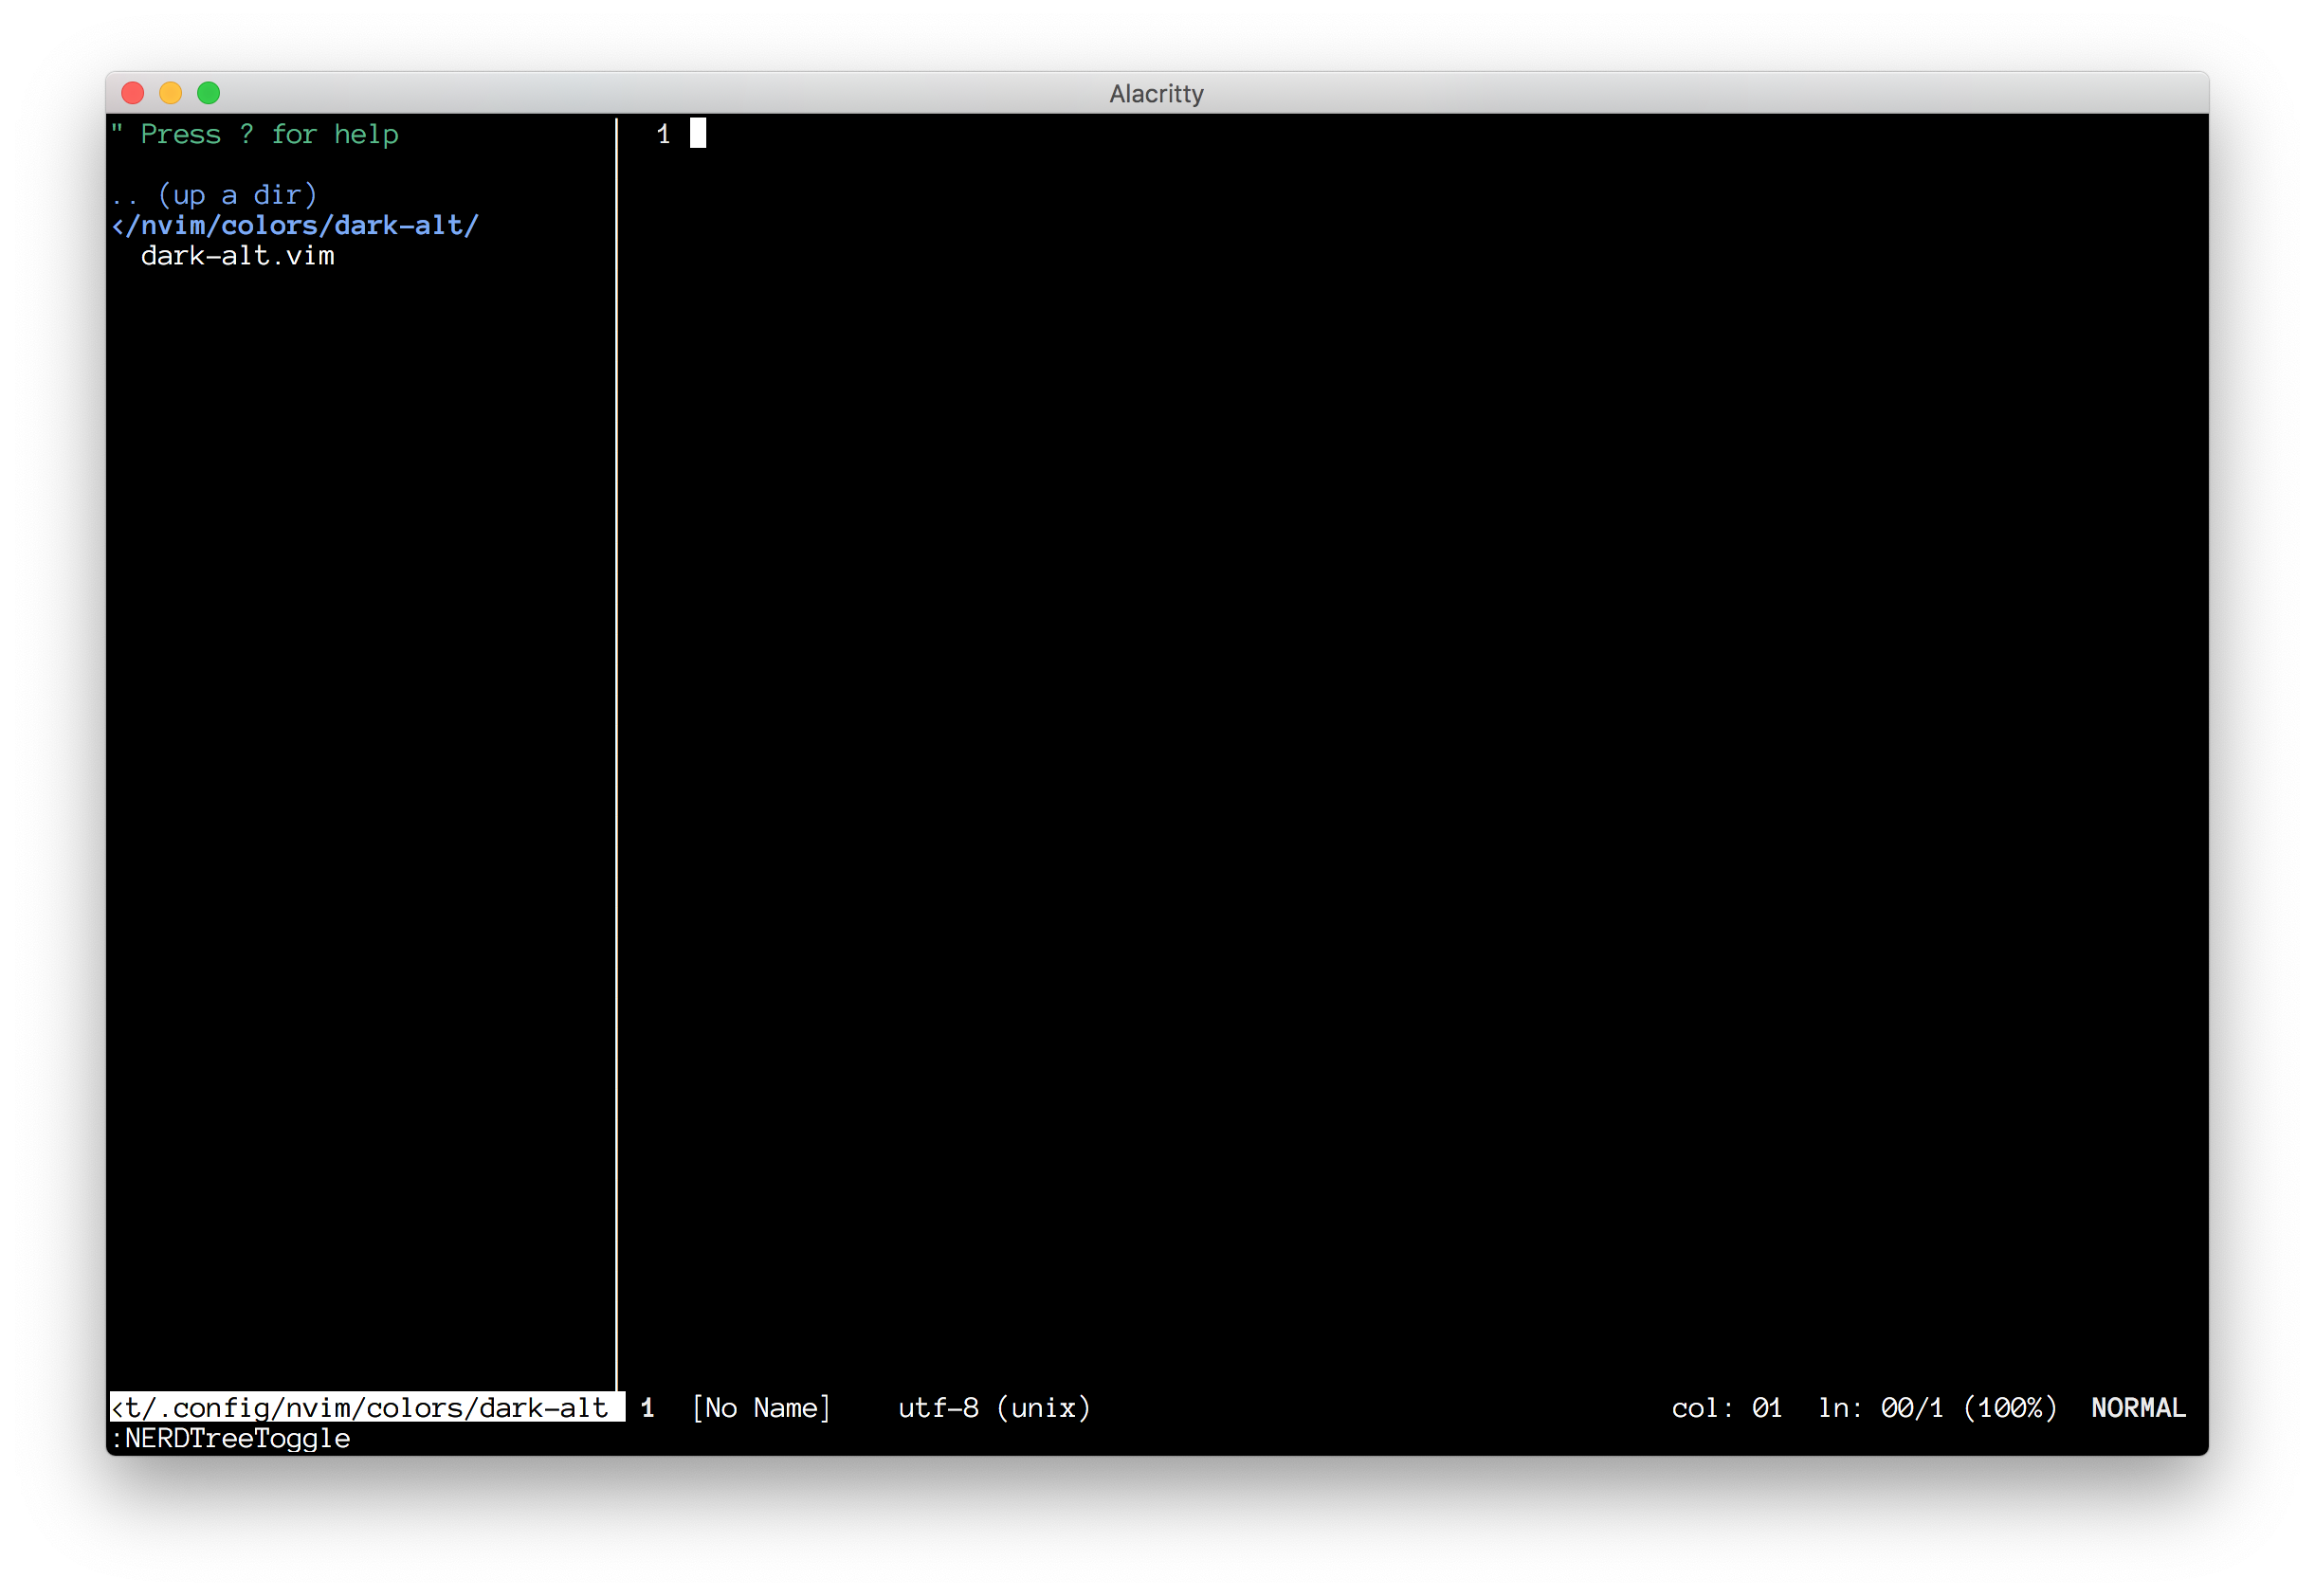 Alacritty
" Press ? for help
.. (up a dir)
</nvim/colors/dark-alt/
dark-alt.vim
1
<t/.config/nvim/colors/dark-alt 1 [No Name] utf-8 (unix) col: 01 ln: 00/1 (100%) NORMAL
:NERDTreeToggle